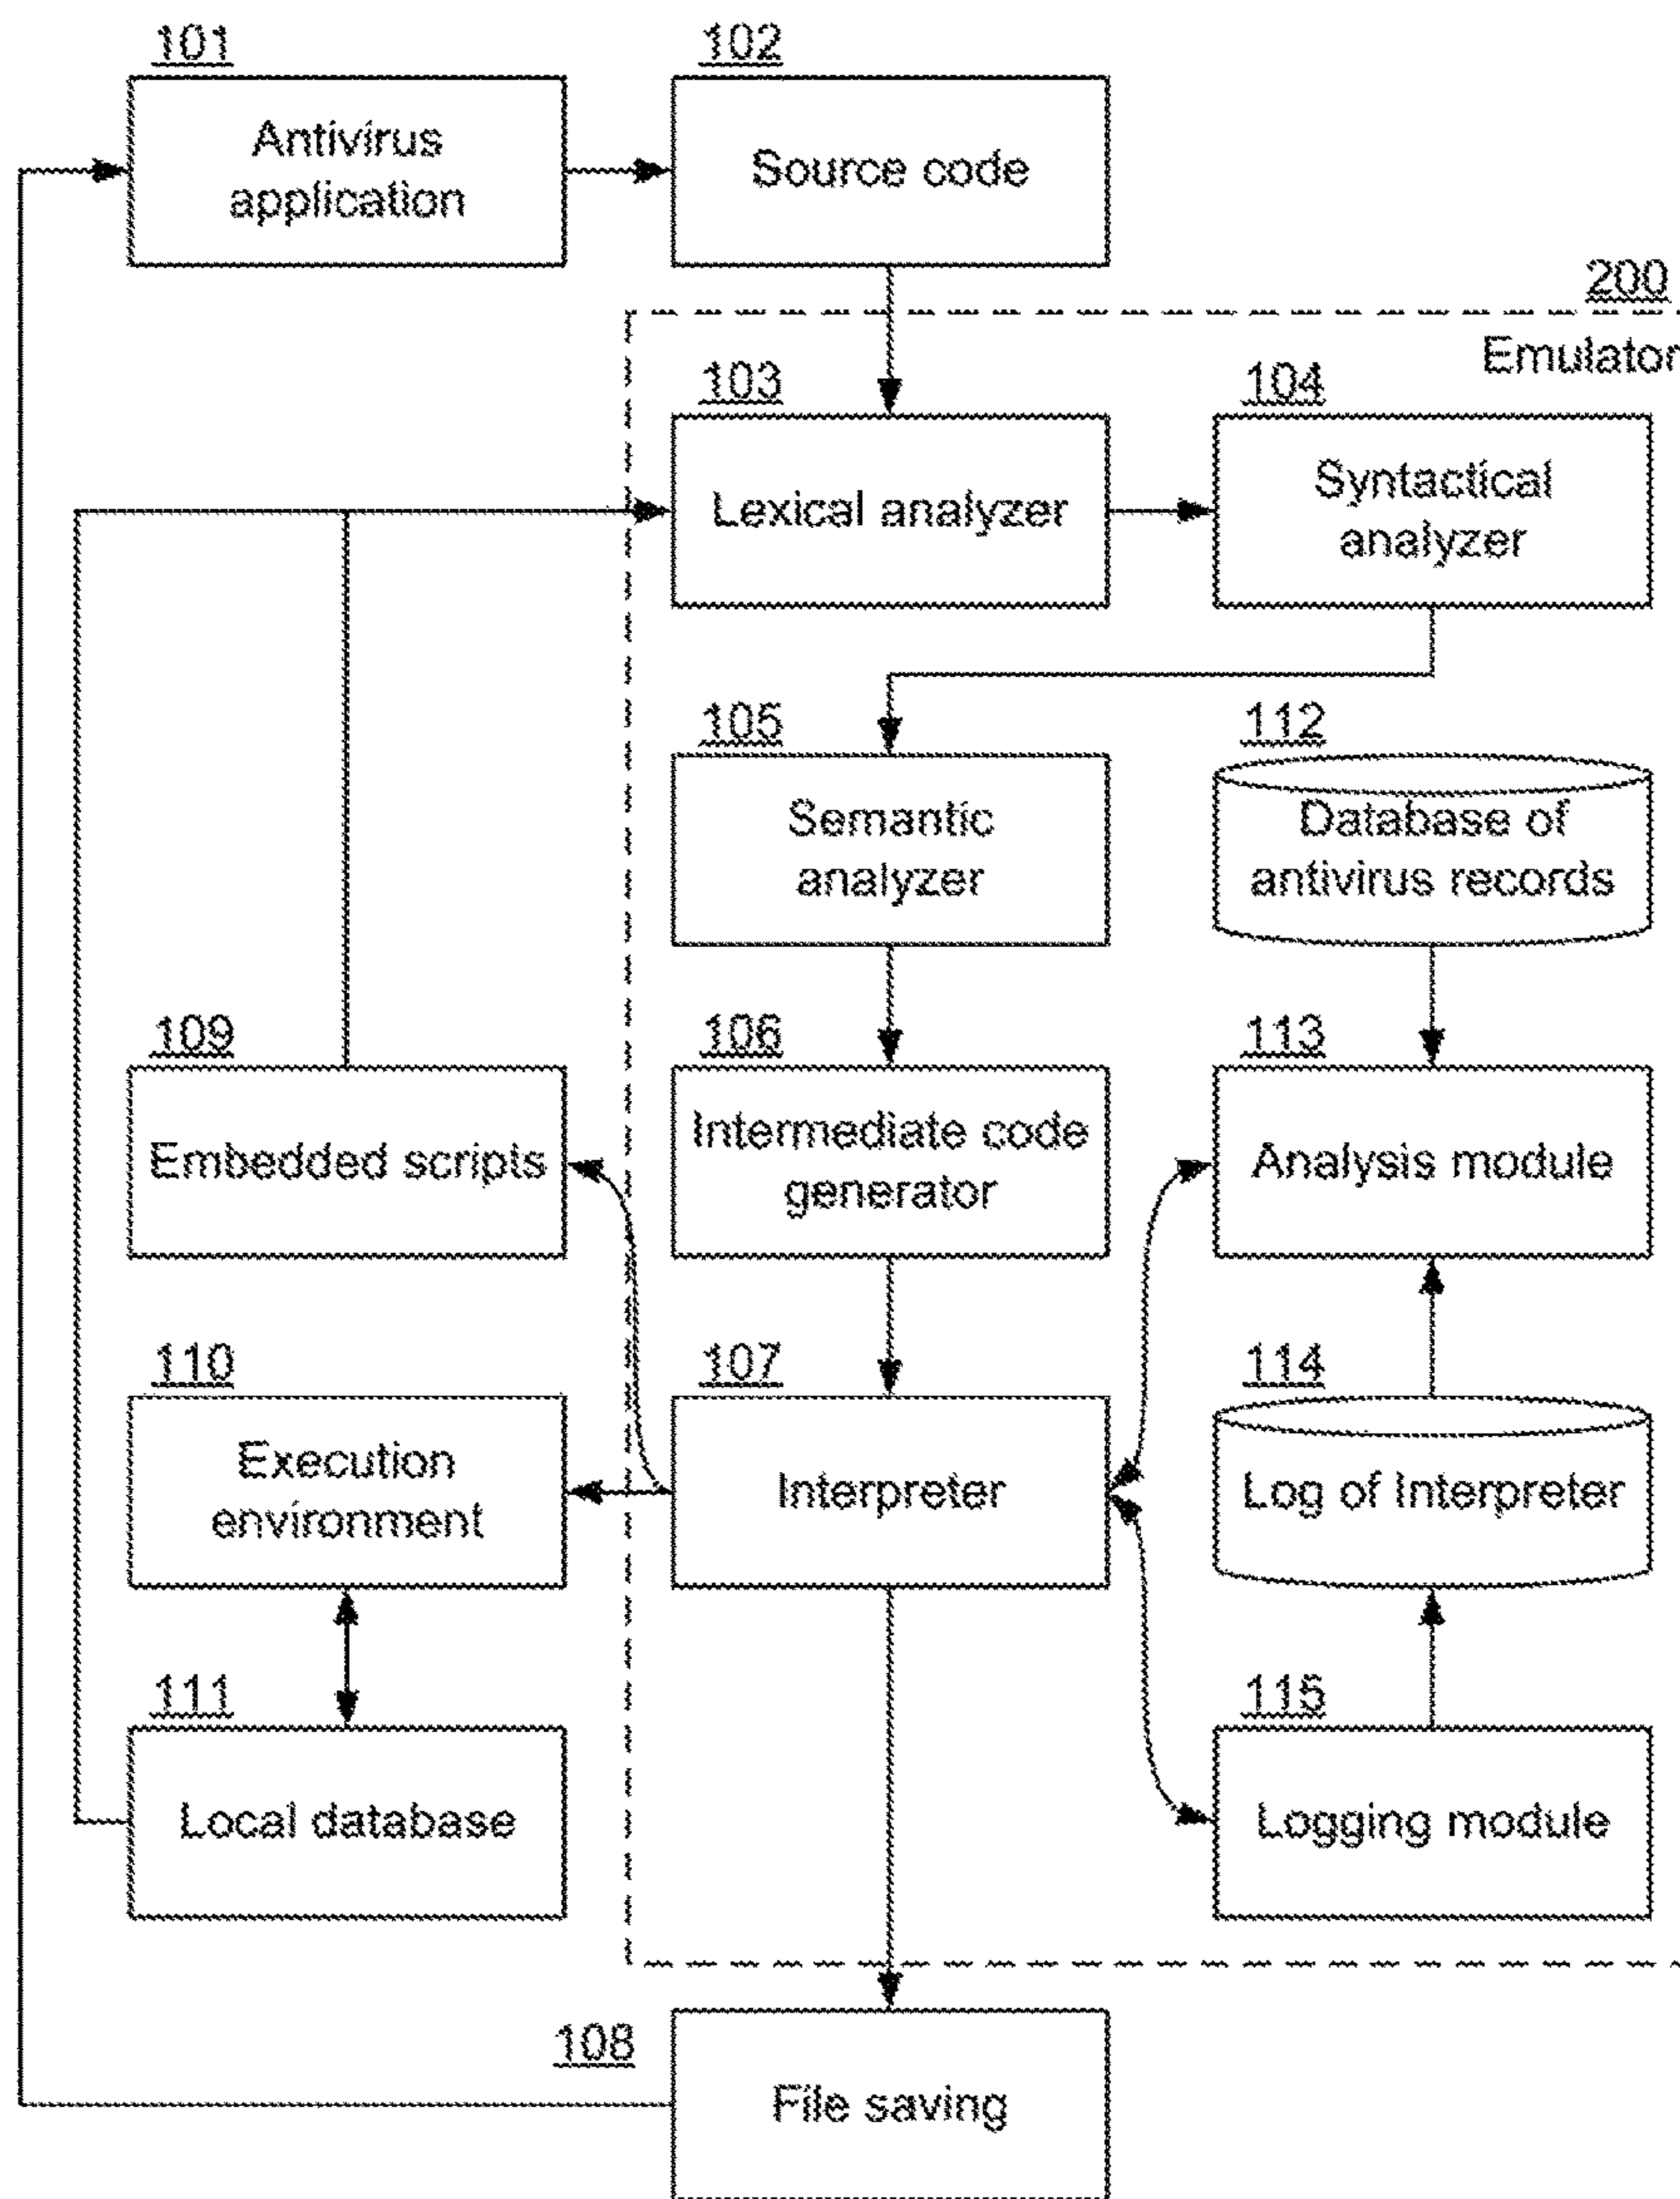 101
Antivirus
application
102
Source code
200
Emulator
103
Lexical analyzer
104
Syntactical
analyzer
105
Semantic
analyzer
112
Database of
antivirus records
109
Embedded scripts
106
Intermediate code
generator
113
Analysis module
110
Execution
environment
107
Interpreter
114
Log of Interpreter
111
Local database
115
Logging module
108
File saving